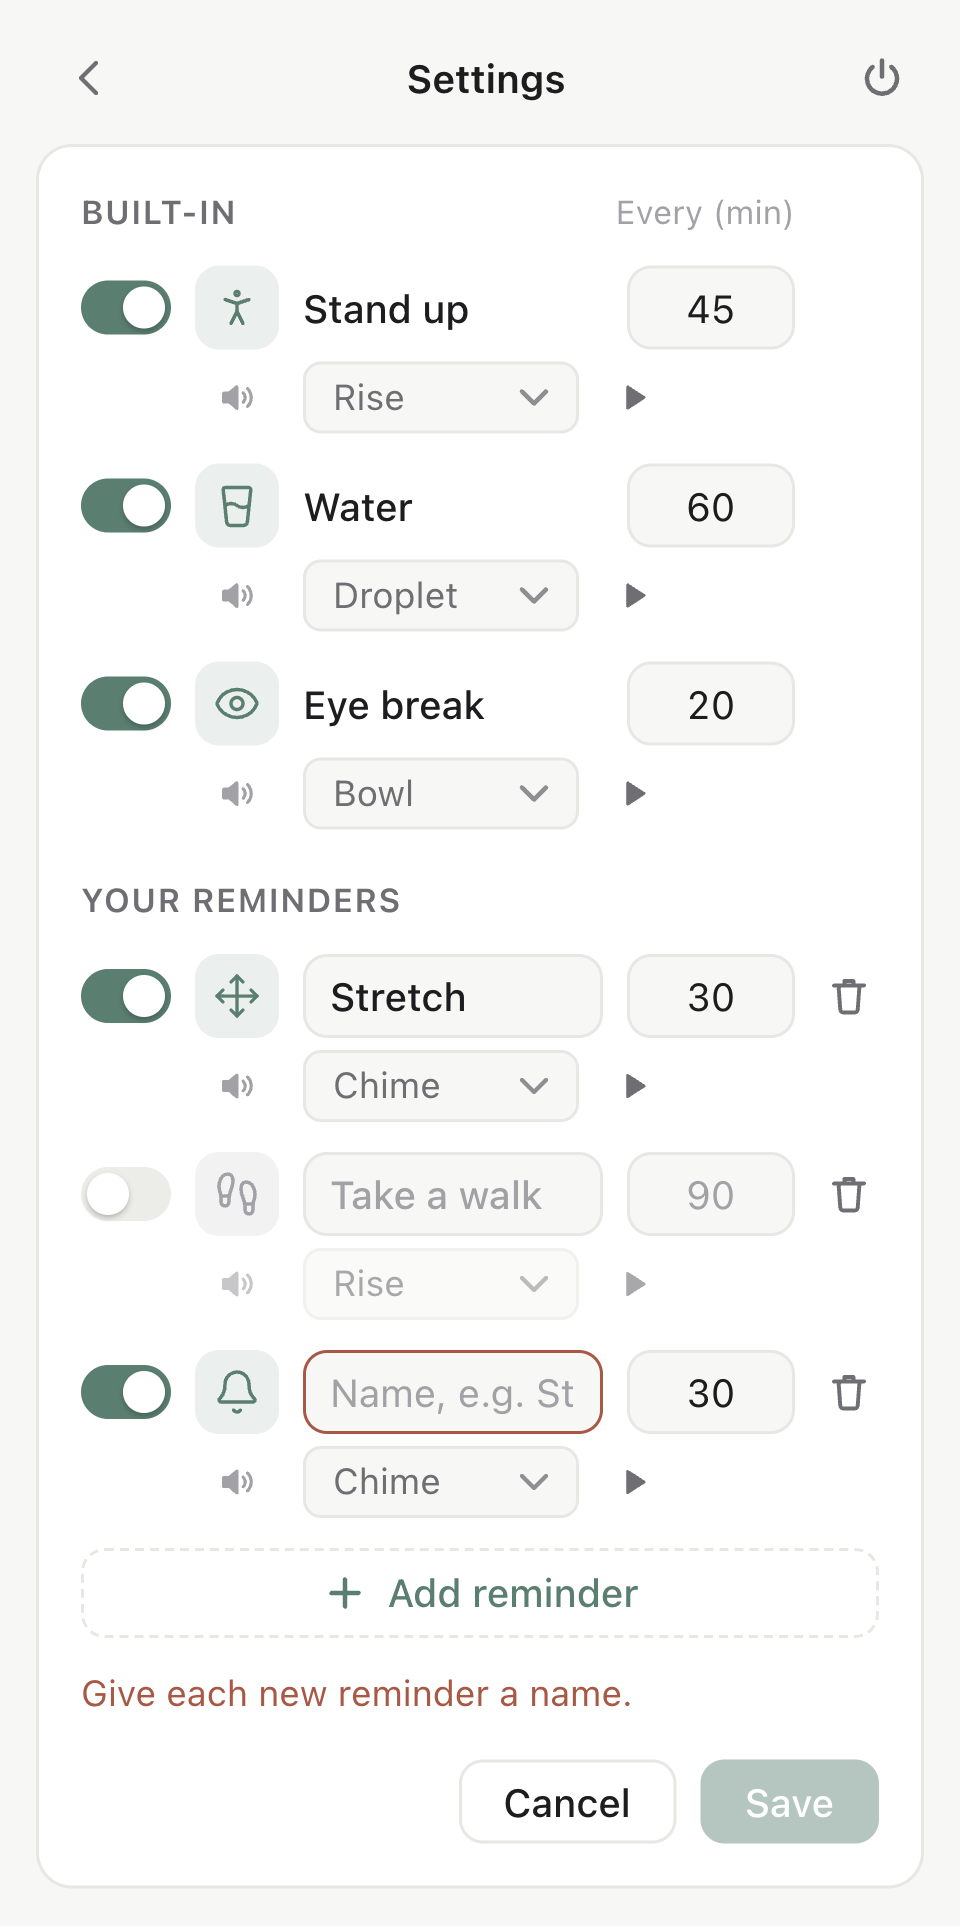 Settings
BUILT-IN Every (min)
Stand up 45
Rise
Water 60
Droplet
Eye break 20
Bowl
YOUR REMINDERS
Stretch 30
Chime
Take a walk 90
Rise
Name, e.g. St 30
Chime
+ Add reminder
Give each new reminder a name.
Cancel Save